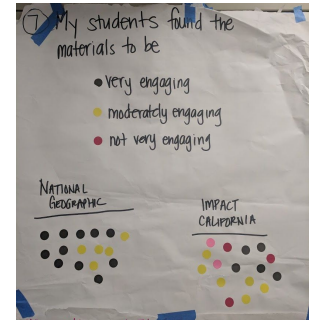 7 My students found the
materials to be
very engaging
moderately engaging
not very engaging
NATIONAL
GEOGRAPHIC
IMPACT
CALIFORNIA